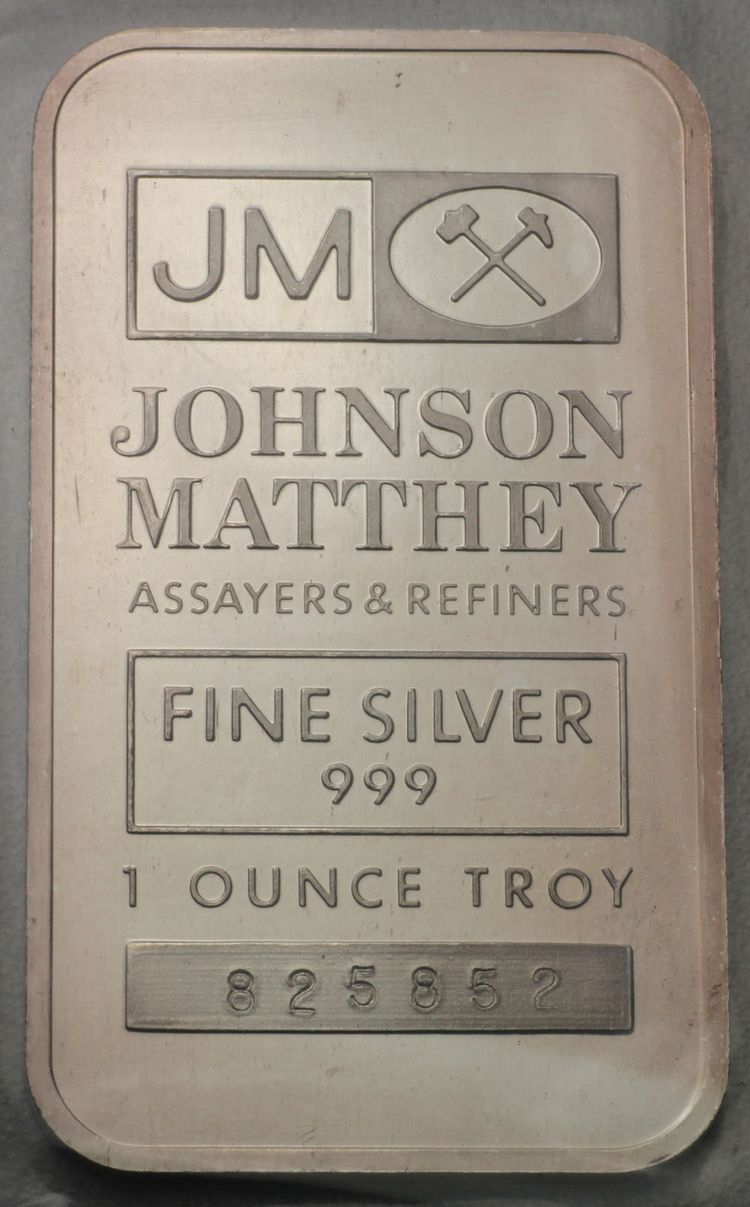 JM
JOHNSON
MATTHEY
ASSAYERS & REFINERS
FINE SILVER
999
1 OUNCE TROY
825852